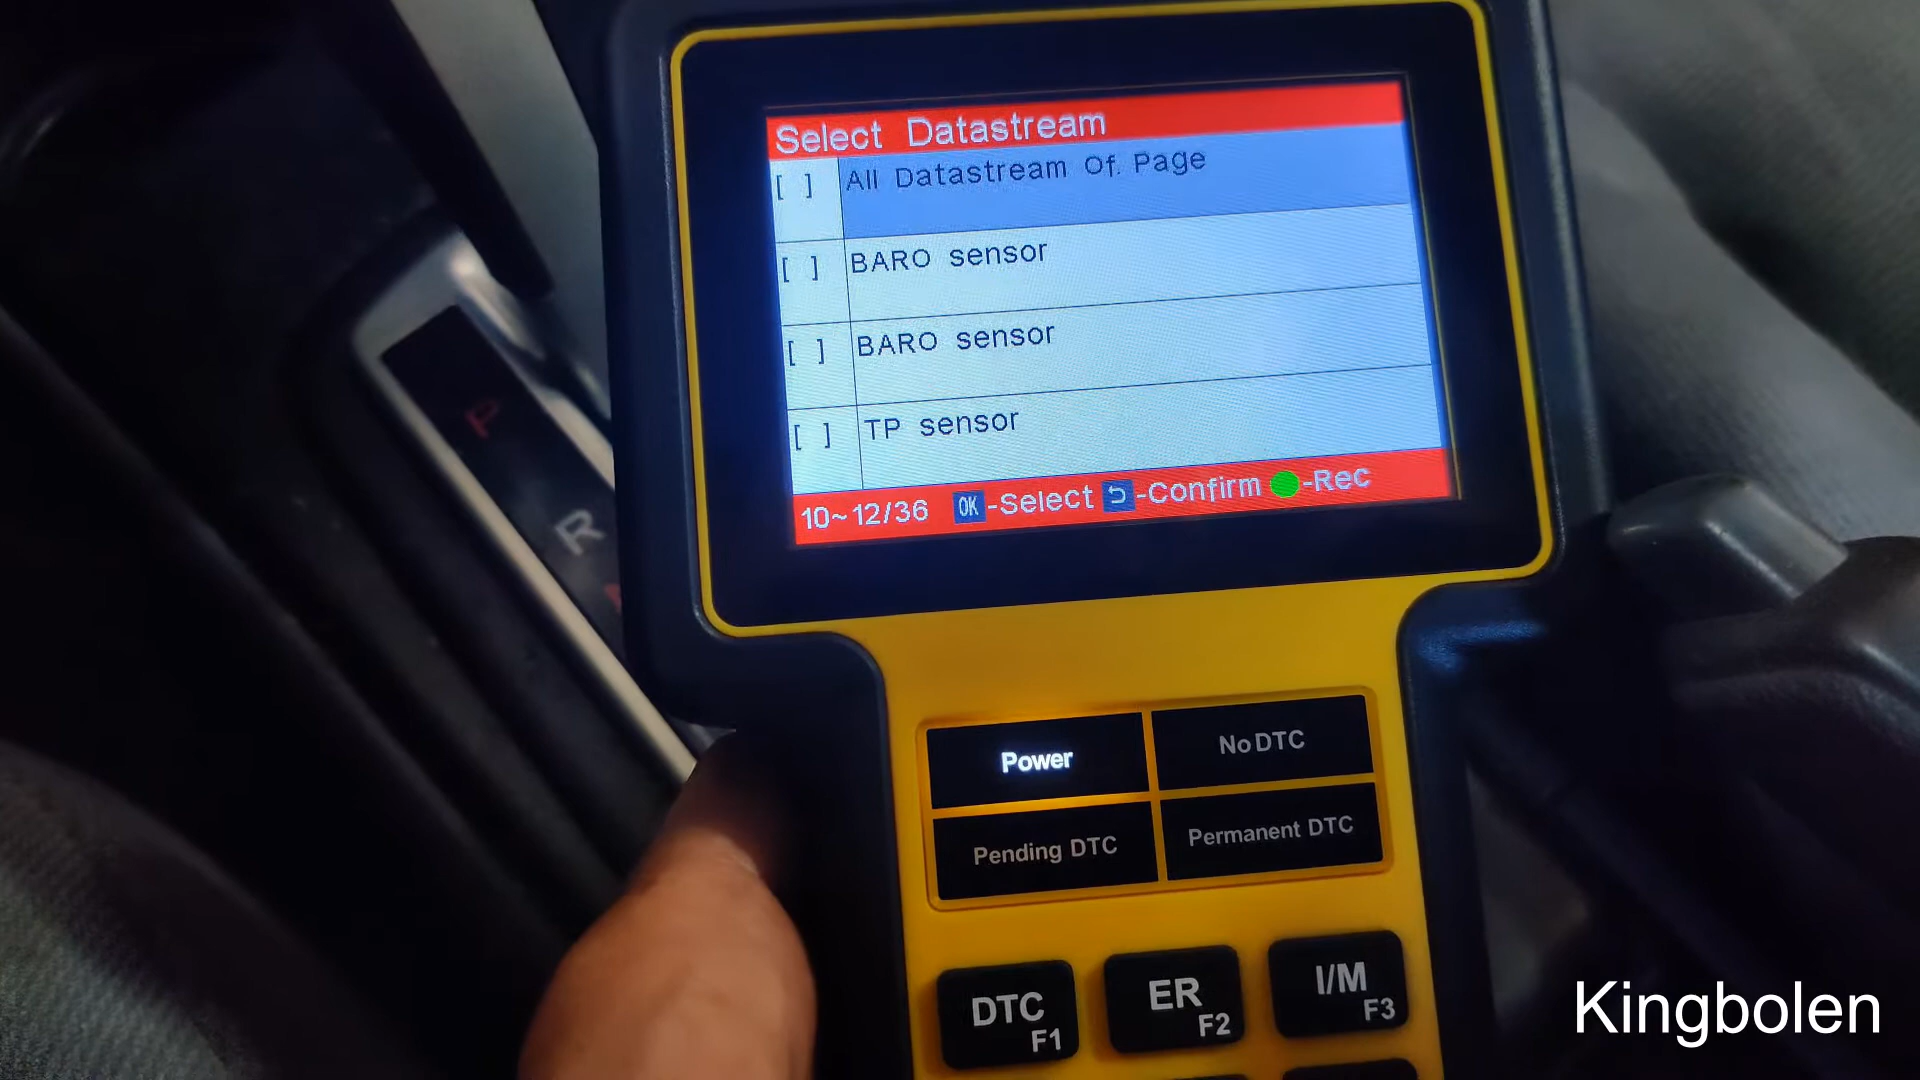 Select Datastream
[ ] All Datastream Of. Page
[ ] BARO sensor
[ ] BARO sensor
[ ] TP sensor
10~12/36 OK-Select -Confirm -Rec
P
R
Power
No DTC
Pending DTC
Permanent DTC
DTC F1
ER F2
I/M F3
Kingbolen